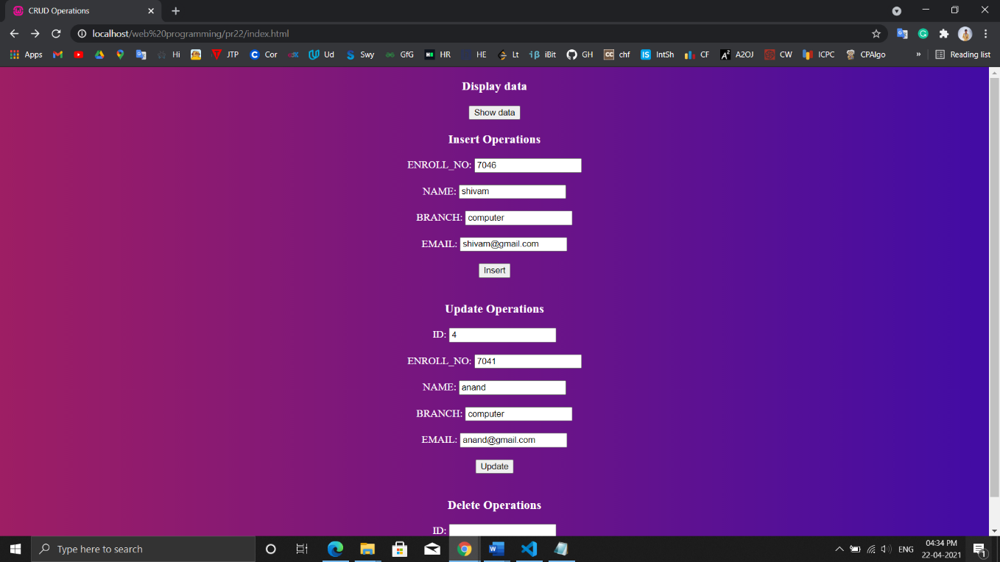 CRUD Operations
localhost/web%20programming/pr22/index.html
Apps Hi JTP Cor Ud Swy GfG HR HE Lt iBit GH chf IntSh CF A2OJ CW ICPC CPAlgo » Reading list
Display data
Show data
Insert Operations
ENROLL_NO: 7046
NAME: shivam
BRANCH: computer
EMAIL: shivam@gmail.com
Insert
Update Operations
ID: 4
ENROLL_NO: 7041
NAME: anand
BRANCH: computer
EMAIL: anand@gmail.com
Update
Delete Operations
ID:
Type here to search
ENG
04:34 PM
22-04-2021
1